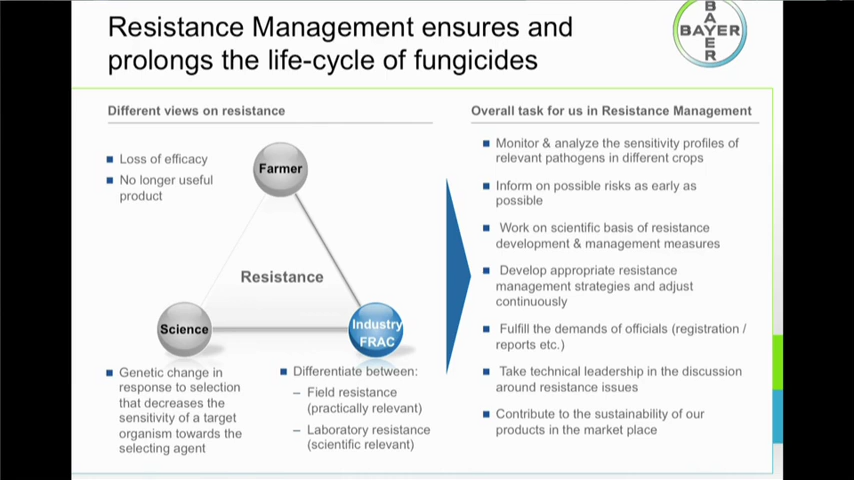 Resistance Management ensures and
prolongs the life-cycle of fungicides
BAYER
BAYER
Different views on resistance
Loss of efficacy
No longer useful
product
Farmer
Resistance
Science
Industry
FRAC
Genetic change in
response to selection
that decreases the
sensitivity of a target
organism towards the
selecting agent
Differentiate between:
– Field resistance
(practically relevant)
– Laboratory resistance
(scientific relevant)
Overall task for us in Resistance Management
Monitor & analyze the sensitivity profiles of
relevant pathogens in different crops
Inform on possible risks as early as
possible
Work on scientific basis of resistance
development & management measures
Develop appropriate resistance
management strategies and adjust
continuously
Fulfill the demands of officials (registration /
reports etc.)
Take technical leadership in the discussion
around resistance issues
Contribute to the sustainability of our
products in the market place